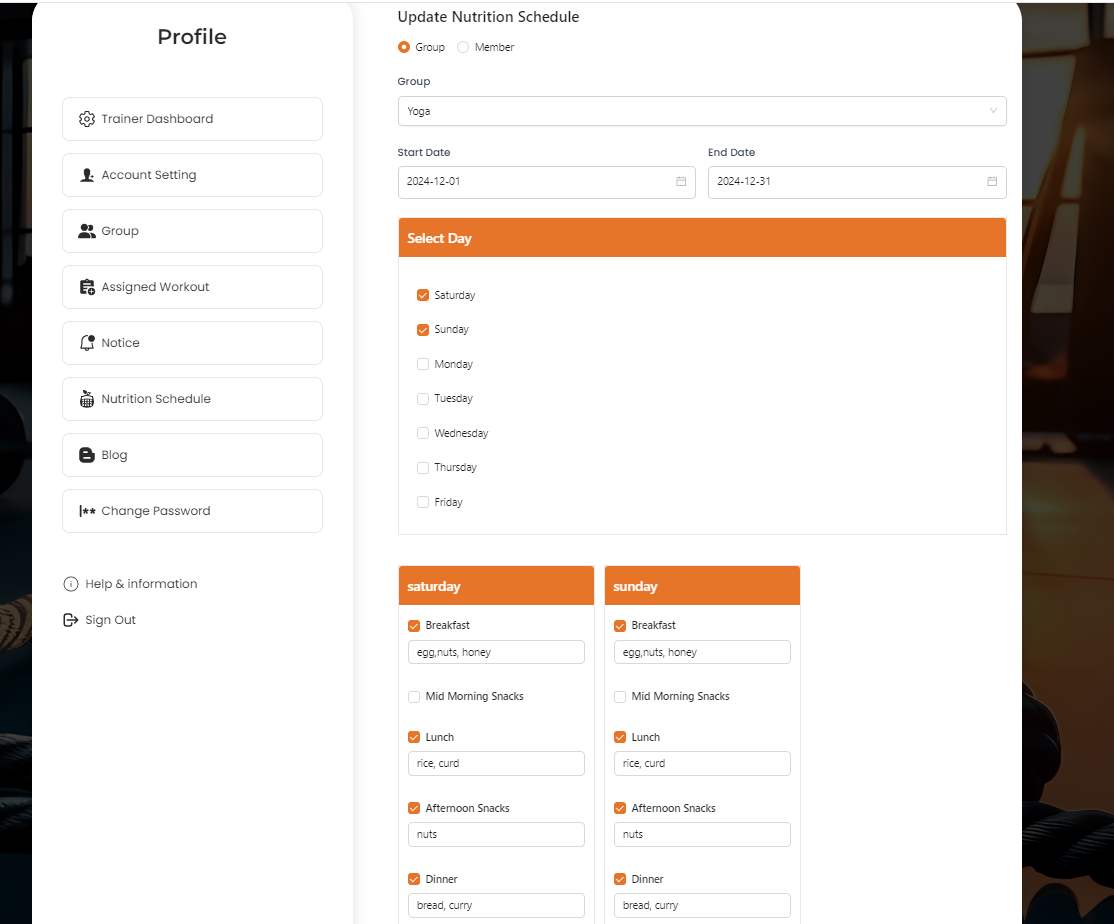 Profile
Trainer Dashboard
Account Setting
Group
Assigned Workout
Notice
Nutrition Schedule
Blog
Change Password
Help & information
Sign Out
Update Nutrition Schedule
Group Member
Group
Yoga
Start Date End Date
2024-12-01 2024-12-31
Select Day
Saturday
Sunday
Monday
Tuesday
Wednesday
Thursday
Friday
saturday
Breakfast
egg,nuts, honey
Mid Morning Snacks
Lunch
rice, curd
Afternoon Snacks
nuts
Dinner
bread, curry
sunday
Breakfast
egg,nuts, honey
Mid Morning Snacks
Lunch
rice, curd
Afternoon Snacks
nuts
Dinner
bread, curry